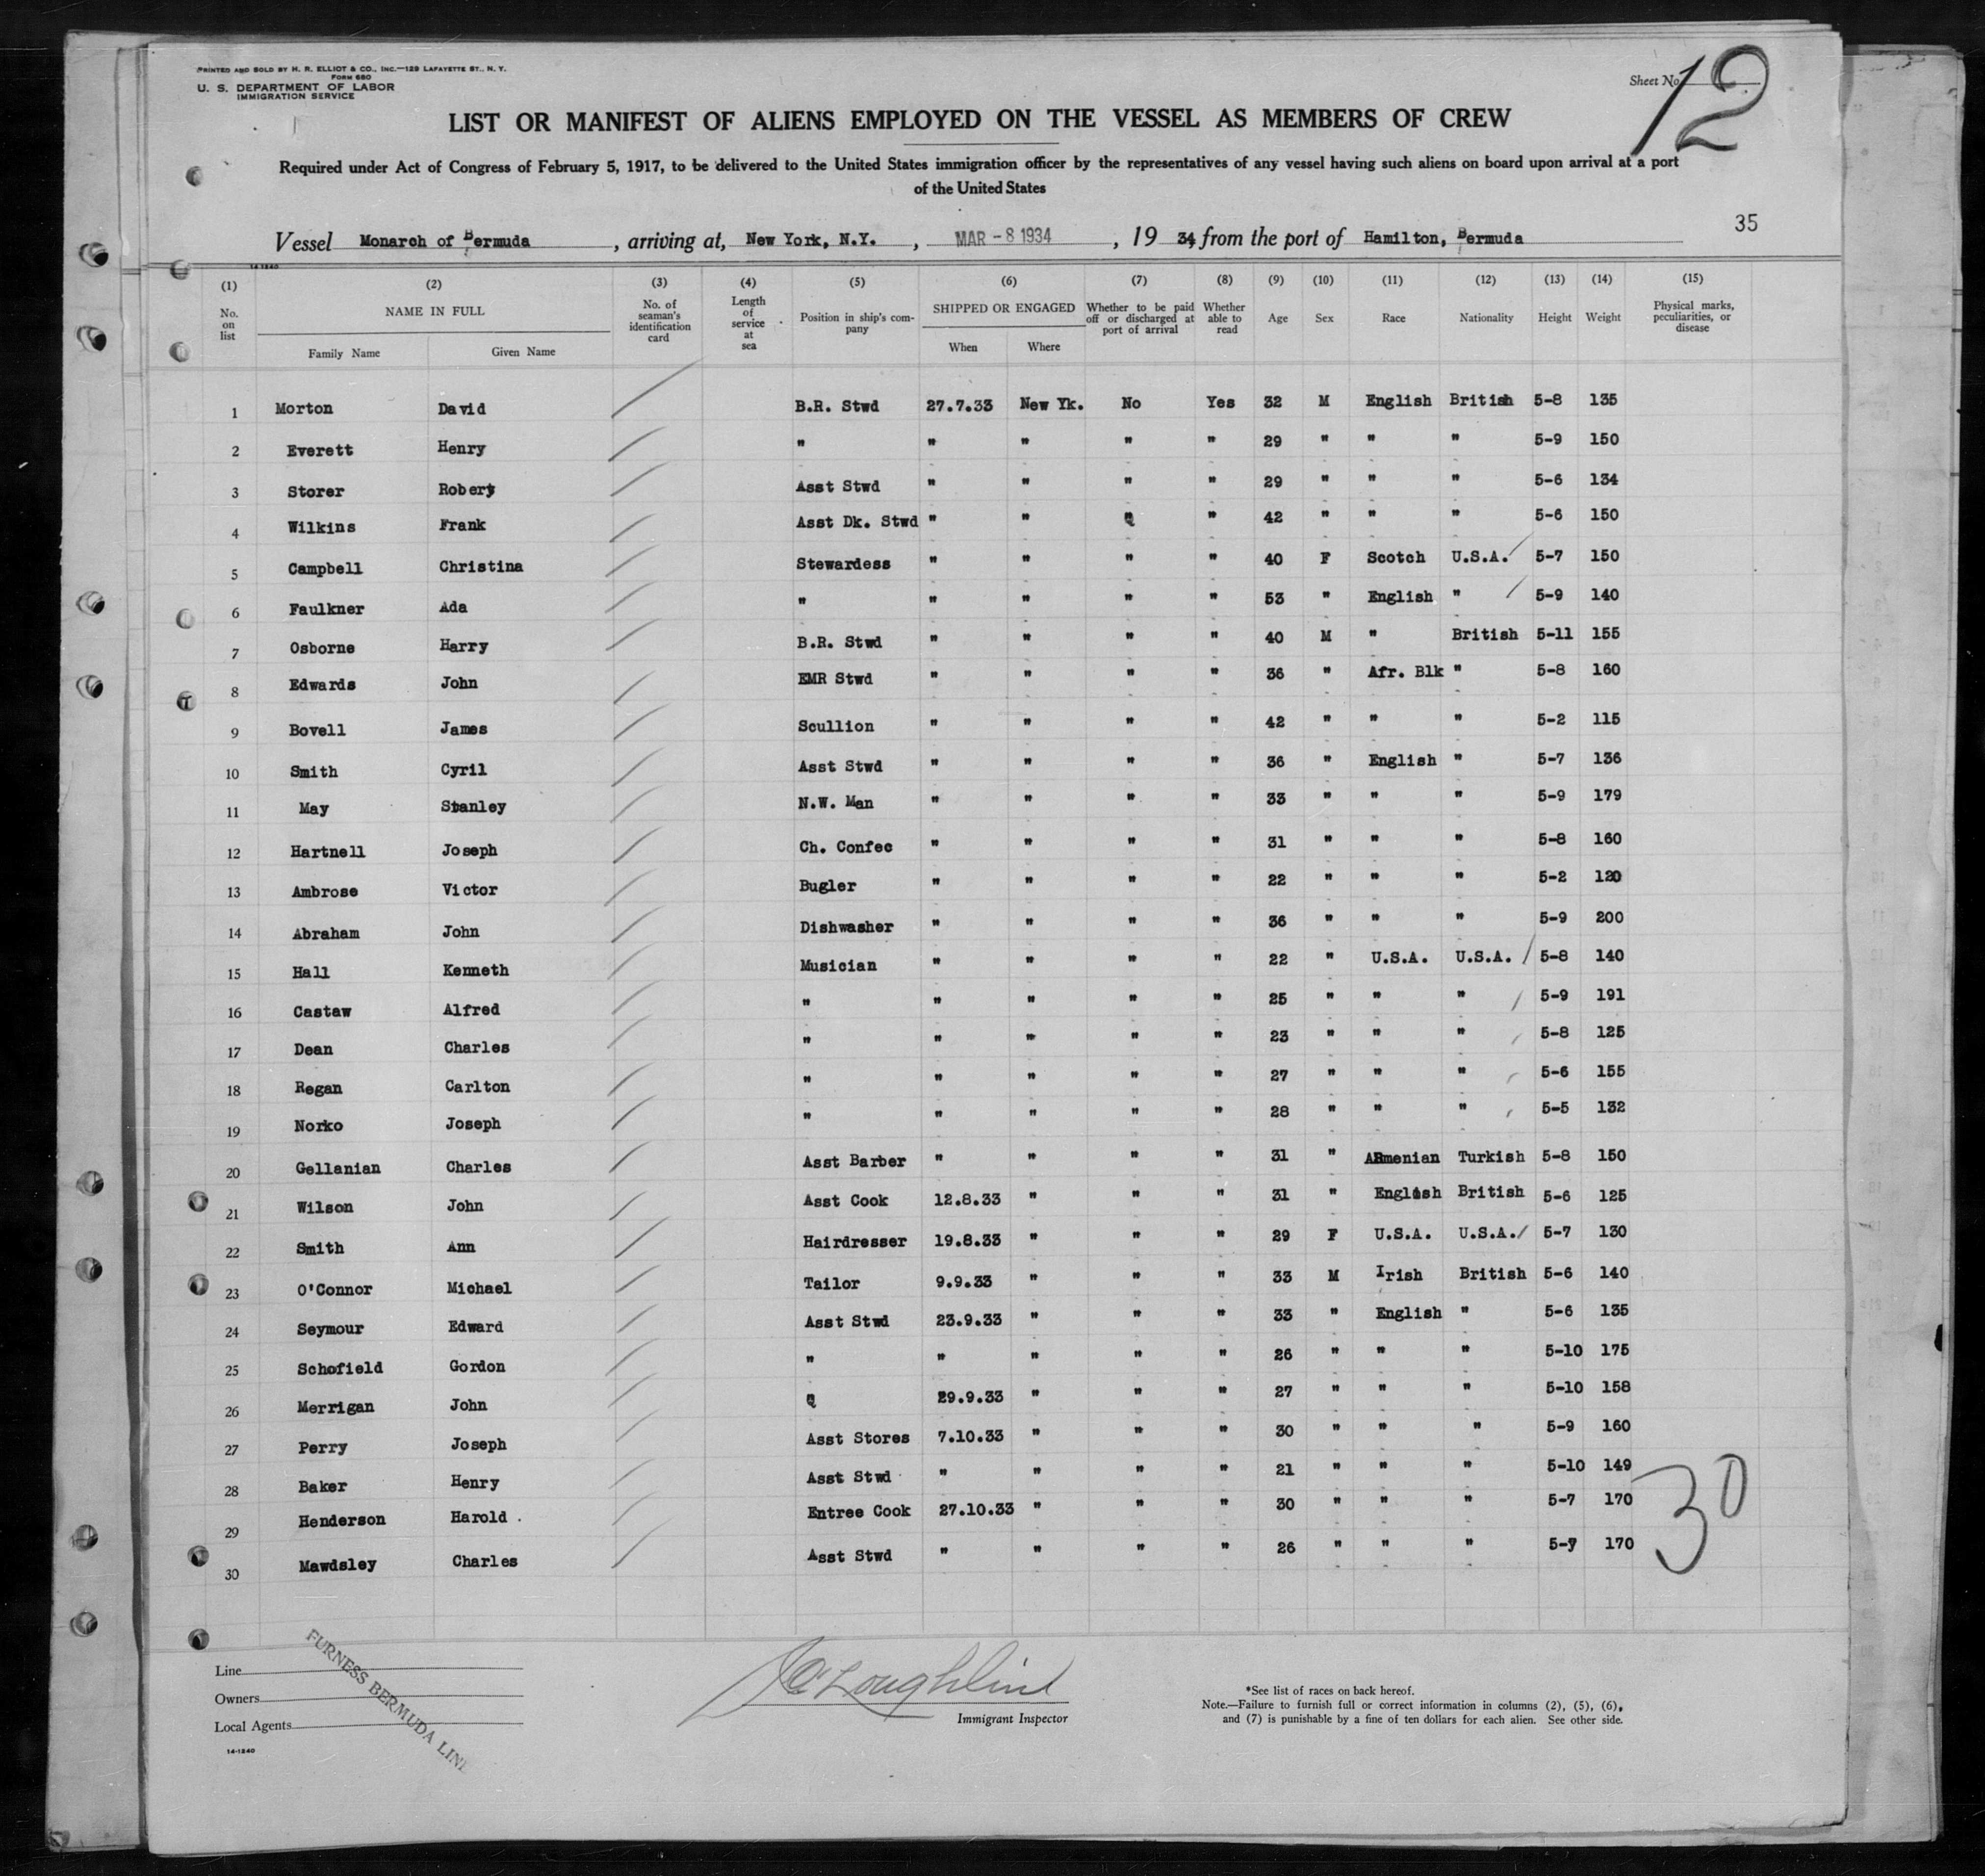 PRINTED AND SOLD BY H. R. ELLIOT & CO., INC.—129 LAFAYETTE ST., N. Y.
FORM 680
U. S. DEPARTMENT OF LABOR
IMMIGRATION SERVICE
Sheet No. 12
LIST OR MANIFEST OF ALIENS EMPLOYED ON THE VESSEL AS MEMBERS OF CREW
Required under Act of Congress of February 5, 1917, to be delivered to the United States immigration officer by the representatives of any vessel having such aliens on board upon arrival at a port
of the United States
35
Vessel Monarch of Bermuda, arriving at, New York, N.Y., MAR - 8 1934, 19 34 from the port of Hamilton, Bermuda
14-1240
(1) (2) (3) (4) (5) (6) (7) (8) (9) (10) (11) (12) (13) (14) (15)
No. on list NAME IN FULL Family Name Given Name No. of seaman's identification card Length of service at sea Position in ship's company SHIPPED OR ENGAGED When Where Whether to be paid off or discharged at port of arrival Whether able to read Age Sex Race Nationality Height Weight Physical marks, peculiarities, or disease
1 Morton David B.R. Stwd 27.7.33 New Yk. No Yes 32 M English British 5-8 135
2 Everett Henry " " " " " 29 " " " 5-9 150
3 Storer Robert Asst Stwd " " " " 29 " " " 5-6 134
4 Wilkins Frank Asst Dk. Stwd " " " " 42 " " " 5-6 150
5 Campbell Christina Stewardess " " " " 40 F Scotch U.S.A. 5-7 150
6 Faulkner Ada " " " " " 53 " English " 5-9 140
7 Osborne Harry B.R. Stwd " " " " 40 M " British 5-11 155
8 Edwards John EMR Stwd " " " " 36 " Afr. Blk " 5-8 160
9 Bovell James Scullion " " " " 42 " " " 5-2 115
10 Smith Cyril Asst Stwd " " " " 36 " English " 5-7 136
11 May Stanley N.W. Man " " " " 33 " " " 5-9 179
12 Hartnell Joseph Ch. Confec " " " " 31 " " " 5-8 160
13 Ambrose Victor Bugler " " " " 22 " " " 5-2 120
14 Abraham John Dishwasher " " " " 36 " " " 5-9 200
15 Hall Kenneth Musician " " " " 22 " U.S.A. U.S.A. 5-8 140
16 Castaw Alfred " " " " " 25 " " " 5-9 191
17 Dean Charles " " " " " 23 " " " 5-8 125
18 Regan Carlton " " " " " 27 " " " 5-6 155
19 Norko Joseph " " " " " 28 " " " 5-5 132
20 Gellanian Charles Asst Barber " " " " 31 " Armenian Turkish 5-8 150
21 Wilson John Asst Cook 12.8.33 " " " 31 " English British 5-6 125
22 Smith Ann Hairdresser 19.8.33 " " " 29 F U.S.A. U.S.A. 5-7 130
23 O'Connor Michael Tailor 9.9.33 " " " 33 M Irish British 5-6 140
24 Seymour Edward Asst Stwd 23.9.33 " " " 33 " English " 5-6 135
25 Schofield Gordon " " " " " 26 " " " 5-10 175
26 Merrigan John " 29.9.33 " " " 27 " " " 5-10 158
27 Perry Joseph Asst Stores 7.10.33 " " " 30 " " " 5-9 160
28 Baker Henry Asst Stwd " " " " 21 " " " 5-10 149
29 Henderson Harold Entree Cook 27.10.33 " " " 30 " " " 5-7 170
30 Mawdsley Charles Asst Stwd " " " " 26 " " " 5-7 170
30
Line
Owners
Local Agents
14-1240
FURNESS BERMUDA LINE
Immigrant Inspector
*See list of races on back hereof.
Note.—Failure to furnish full or correct information in columns (2), (5), (6),
and (7) is punishable by a fine of ten dollars for each alien. See other side.